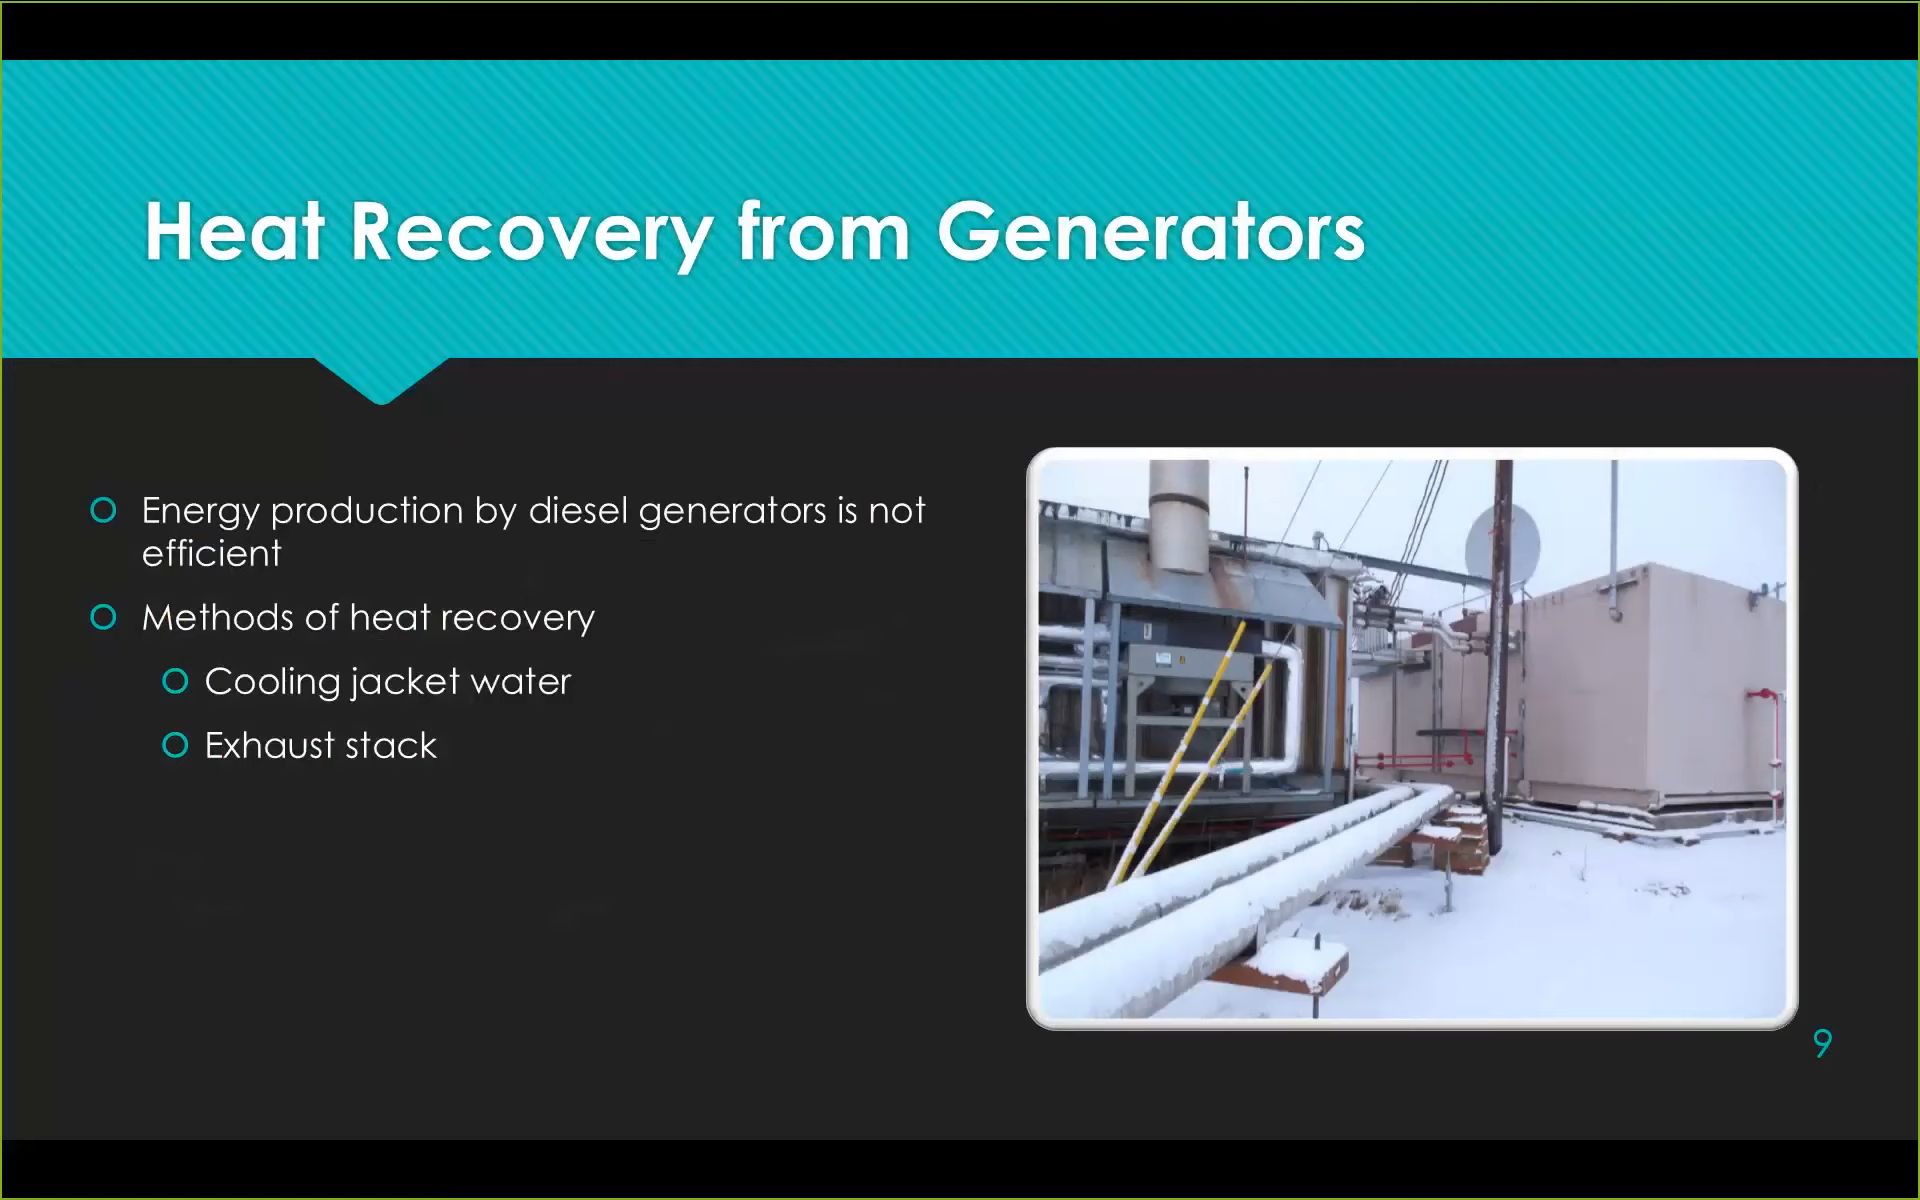 Heat Recovery from Generators
Energy production by diesel generators is not
efficient
Methods of heat recovery
Cooling jacket water
Exhaust stack
9